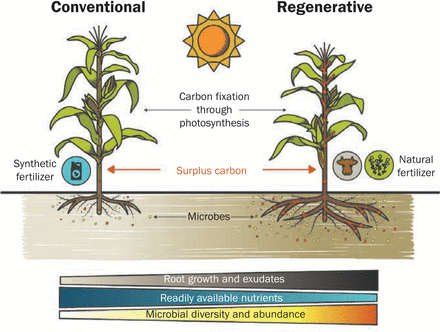 Conventional
Regenerative
Carbon fixation
through
photosynthesis
Synthetic
fertilizer
Surplus carbon
Natural
fertilizer
Microbes
Root growth and exudates
Readily available nutrients
Microbial diversity and abundance